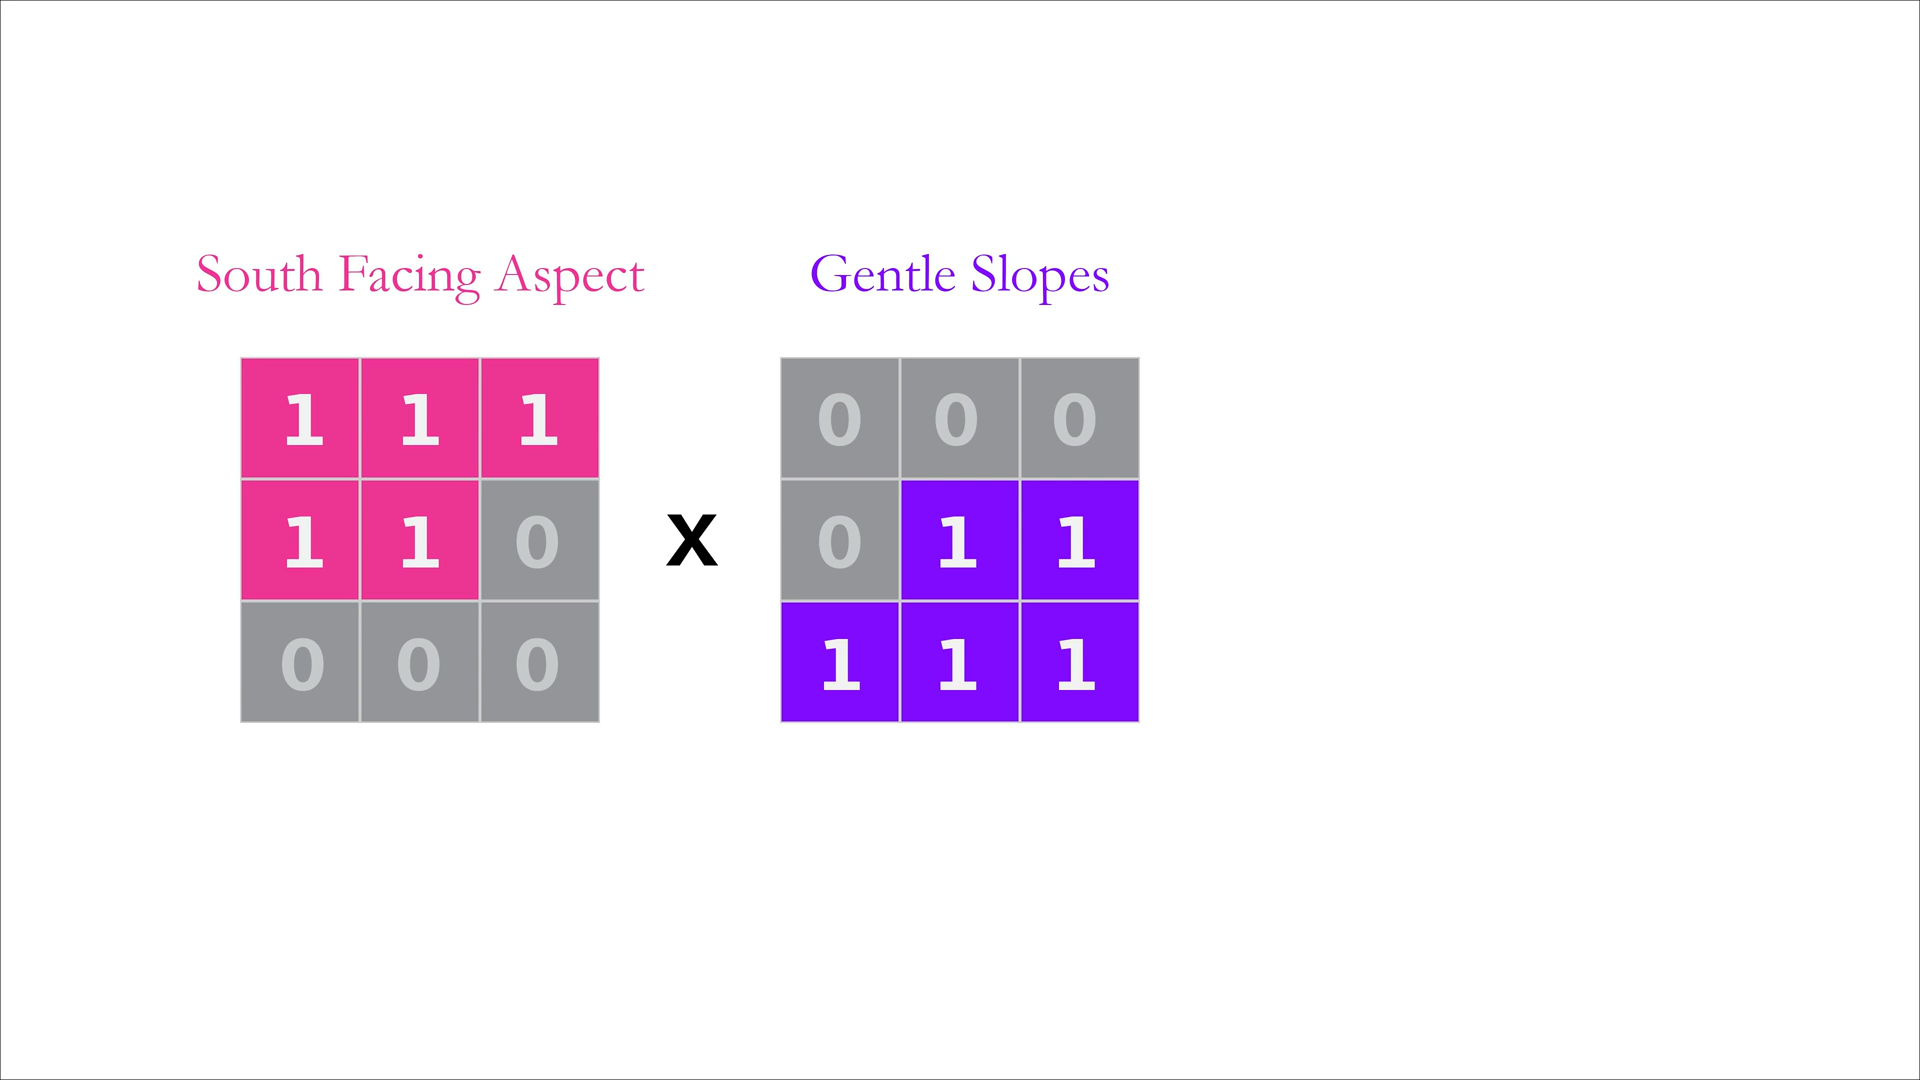 South Facing Aspect Gentle Slopes
1 1 1 0 0 0
1 1 0 X 0 1 1
0 0 0 1 1 1